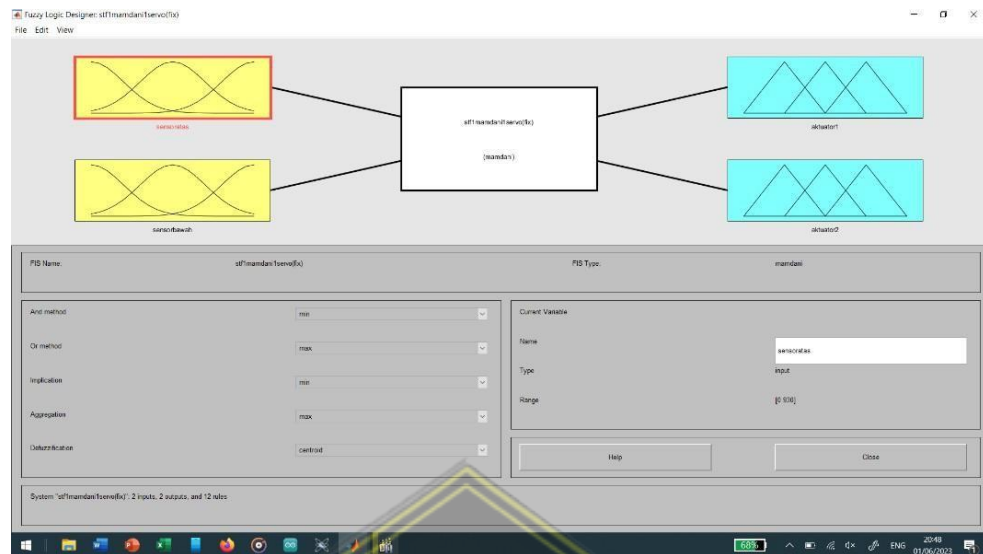 Fuzzy Logic Designer: stf1mamdani1servo(fix)
File Edit View
sensoratas
sensorbawah
stf1mamdani1servo(fix)
(mamdani)
aktuator1
aktuator2
FIS Name: stf1mamdani1servo(fix) FIS Type: mamdani
And method min
Or method max
Implication min
Aggregation max
Defuzzification centroid
Current Variable
Name sensoratas
Type input
Range [0 930]
Help Close
System "stf1mamdani1servo(fix)": 2 inputs, 2 outputs, and 12 rules
68% ENG 20:48
01/06/2023